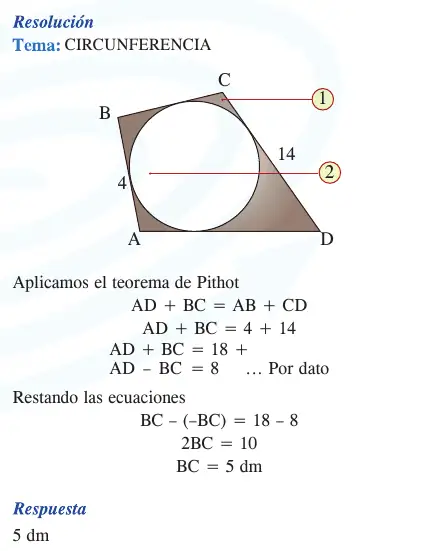 Resolución
Tema: CIRCUNFERENCIA
C
1
B
14
2
4
A
D
Aplicamos el teorema de Pithot
AD + BC = AB + CD
AD + BC = 4 + 14
AD + BC = 18 +
AD – BC = 8 … Por dato
Restando las ecuaciones
BC – (–BC) = 18 – 8
2BC = 10
BC = 5 dm
Respuesta
5 dm